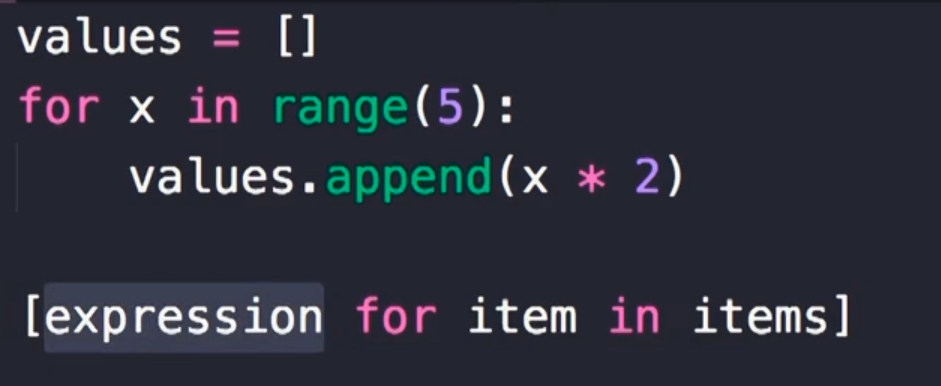 values = []
for x in range(5):
    values.append(x * 2)
[expression for item in items]